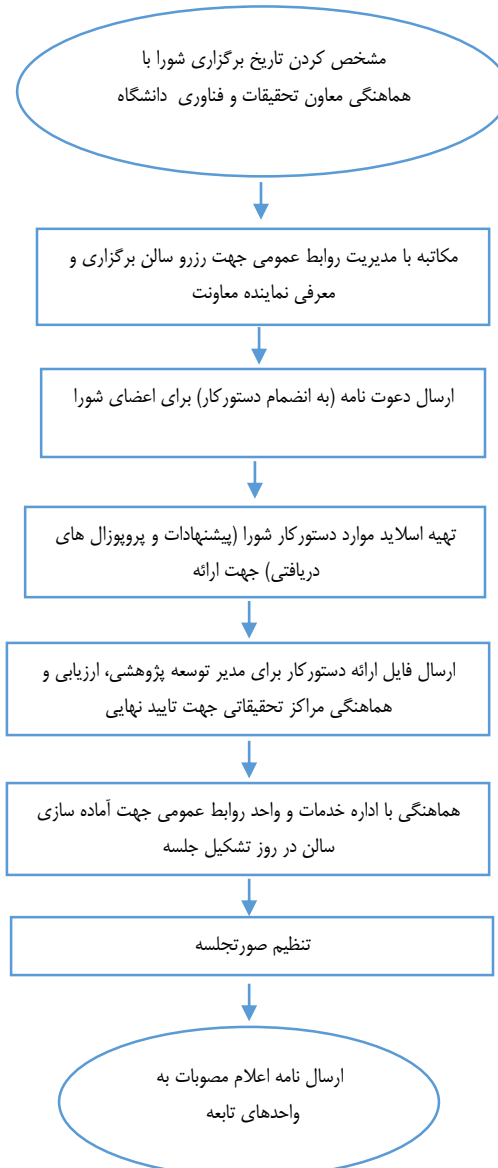 مشخص کردن تاریخ برگزاری شورا با
هماهنگی معاون تحقیقات و فناوری دانشگاه
مکاتبه با مدیریت روابط عمومی جهت رزرو سالن برگزاری و
معرفی نماینده معاونت
ارسال دعوت نامه (به انضمام دستورکار) برای اعضای شورا
تهیه اسلاید موارد دستورکار شورا (پیشنهادات و پروپوزال های
دریافتی) جهت ارائه
ارسال فایل ارائه دستورکار برای مدیر توسعه پژوهشی، ارزیابی و
هماهنگی مراکز تحقیقاتی جهت تایید نهایی
هماهنگی با اداره خدمات و واحد روابط عمومی جهت آماده سازی
سالن در روز تشکیل جلسه
تنظیم صورتجلسه
ارسال نامه اعلام مصوبات به
واحدهای تابعه